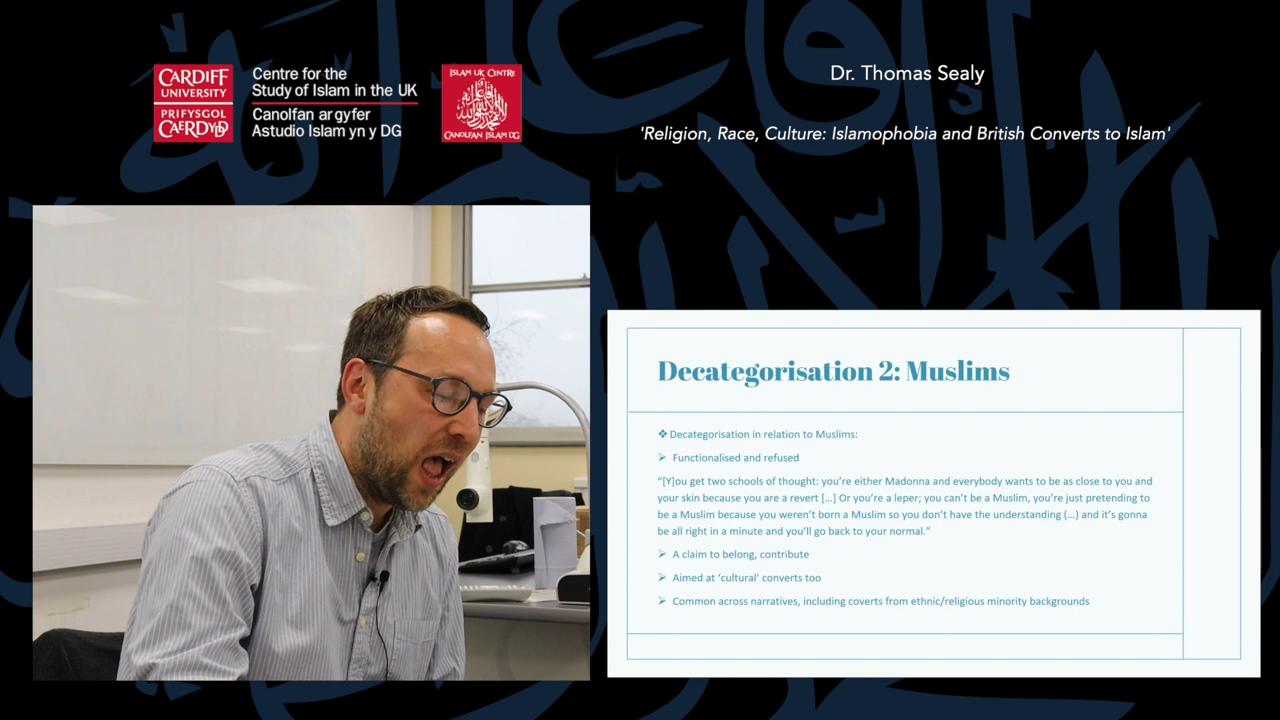 CARDIFF
UNIVERSITY
PRIFYSGOL
CAERDYDD
Centre for the
Study of Islam in the UK
Canolfan ar gyfer
Astudio Islam yn y DG
ISLAM UK CENTRE
CANOLFAN ISLAM DG
Dr. Thomas Sealy
'Religion, Race, Culture: Islamophobia and British Converts to Islam'
Decategorisation 2: Muslims
❖ Decategorisation in relation to Muslims:
➢ Functionalised and refused
“[Y]ou get two schools of thought: you’re either Madonna and everybody wants to be as close to you and
your skin because you are a revert […] Or you’re a leper; you can’t be a Muslim, you’re just pretending to
be a Muslim because you weren’t born a Muslim so you don’t have the understanding (…) and it’s gonna
be all right in a minute and you’ll go back to your normal.”
➢ A claim to belong, contribute
➢ Aimed at ‘cultural’ converts too
➢ Common across narratives, including coverts from ethnic/religious minority backgrounds